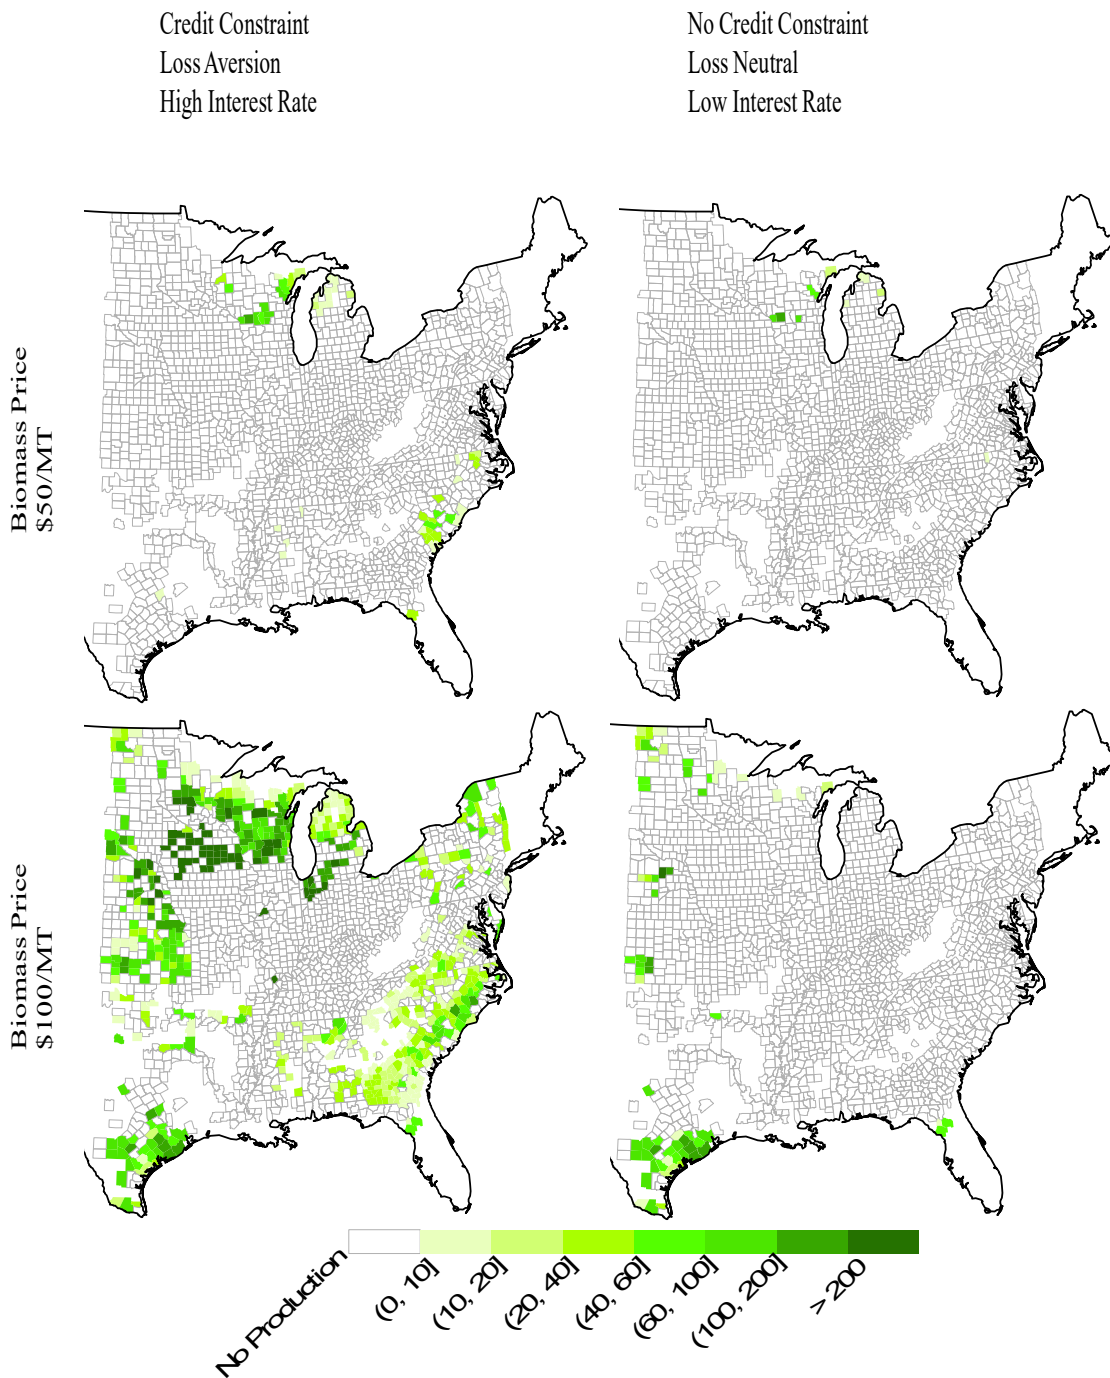 Credit Constraint
Loss Aversion
High Interest Rate
No Credit Constraint
Loss Neutral
Low Interest Rate
Biomass Price
$50/MT
Biomass Price
$100/MT
No Production
(0, 10]
(10, 20]
(20, 40]
(40, 60]
(60, 100]
(100, 200]
> 200